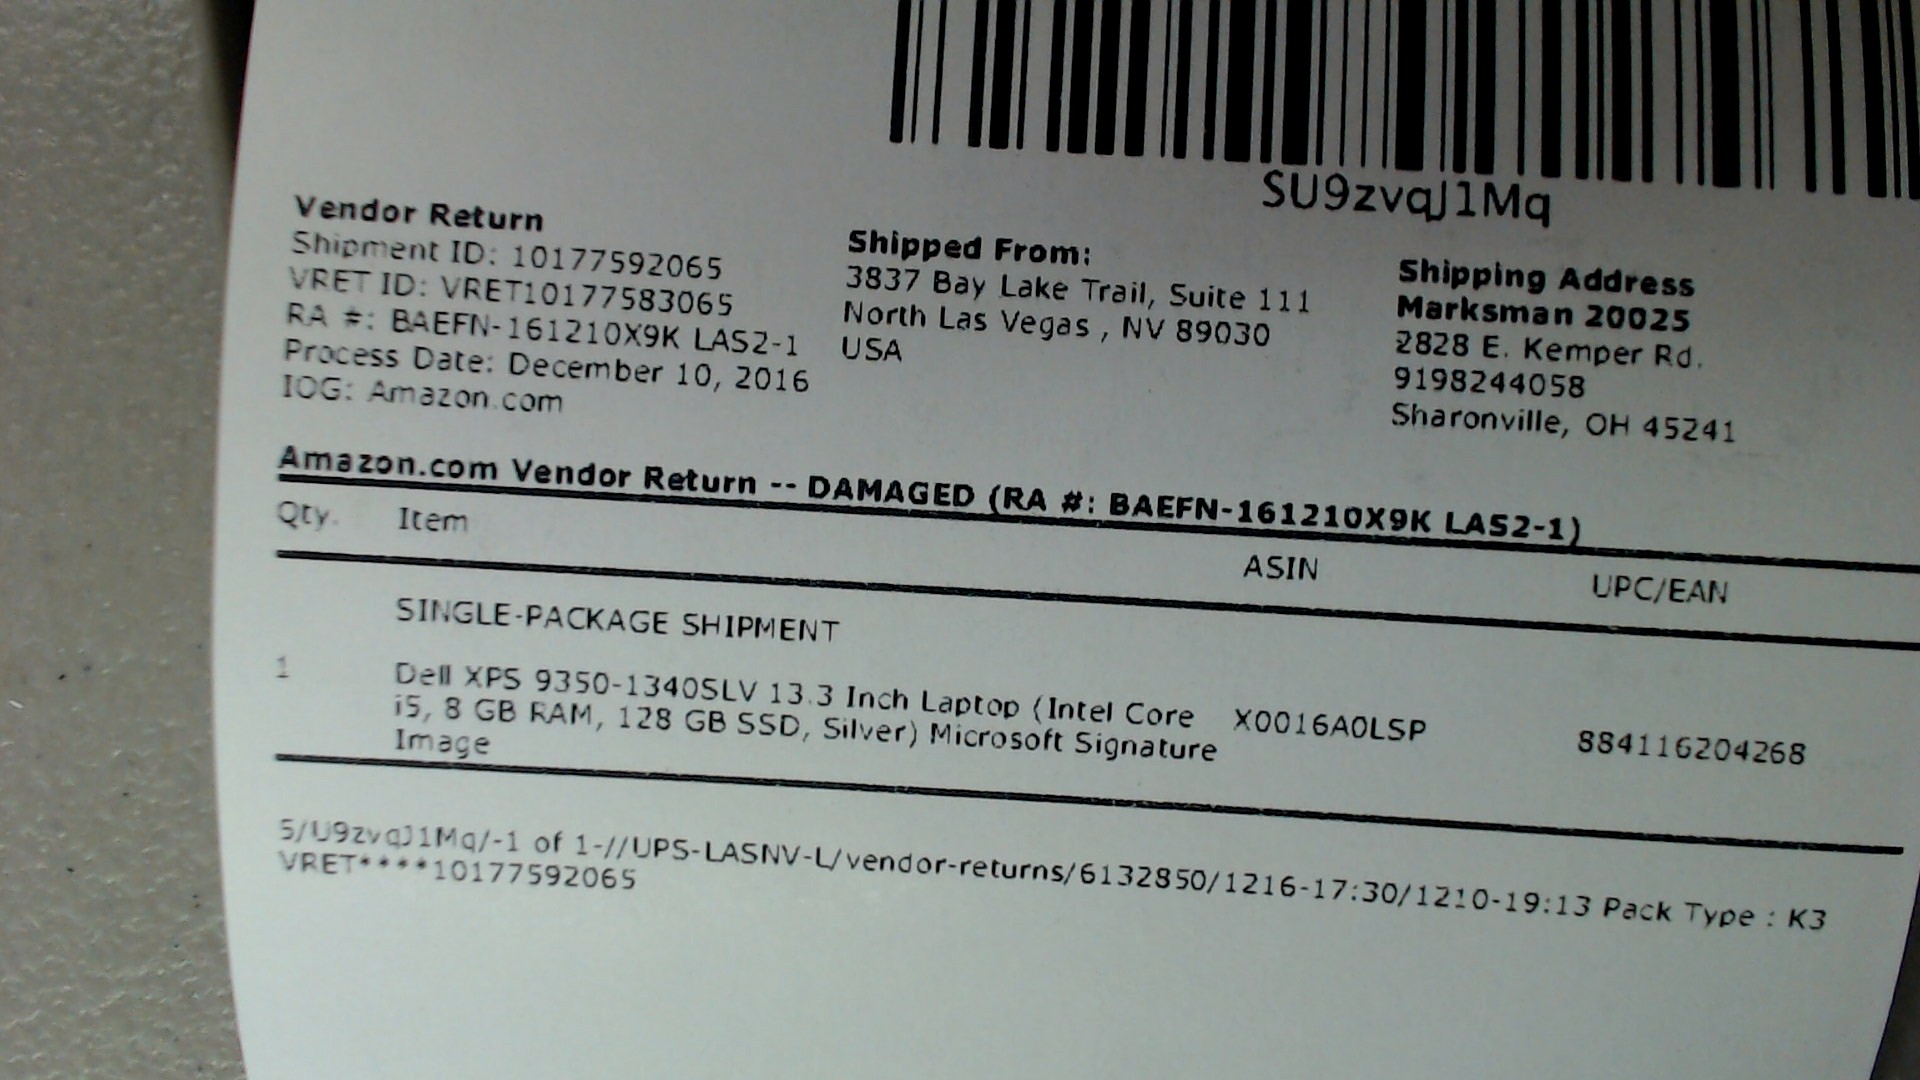 SU9zvqJ1Mq
Vendor Return
Shipment ID: 10177592065
VRET ID: VRET10177583065
RA #: BAEFN-161210X9K LAS2-1
Process Date: December 10, 2016
IOG: Amazon.com
Shipped From:
3837 Bay Lake Trail, Suite 111
North Las Vegas , NV 89030
USA
Shipping Address
Marksman 20025
2828 E. Kemper Rd.
9198244058
Sharonville, OH 45241
Amazon.com Vendor Return -- DAMAGED (RA #: BAEFN-161210X9K LAS2-1)
Qty. Item ASIN UPC/EAN
SINGLE-PACKAGE SHIPMENT
1 Dell XPS 9350-1340SLV 13.3 Inch Laptop (Intel Core
i5, 8 GB RAM, 128 GB SSD, Silver) Microsoft Signature X0016A0LSP 884116204268
Image
5/U9zvqJ1Mq/-1 of 1-//UPS-LASNV-L/vendor-returns/6132850/1216-17:30/1210-19:13 Pack Type : K3
VRET****10177592065